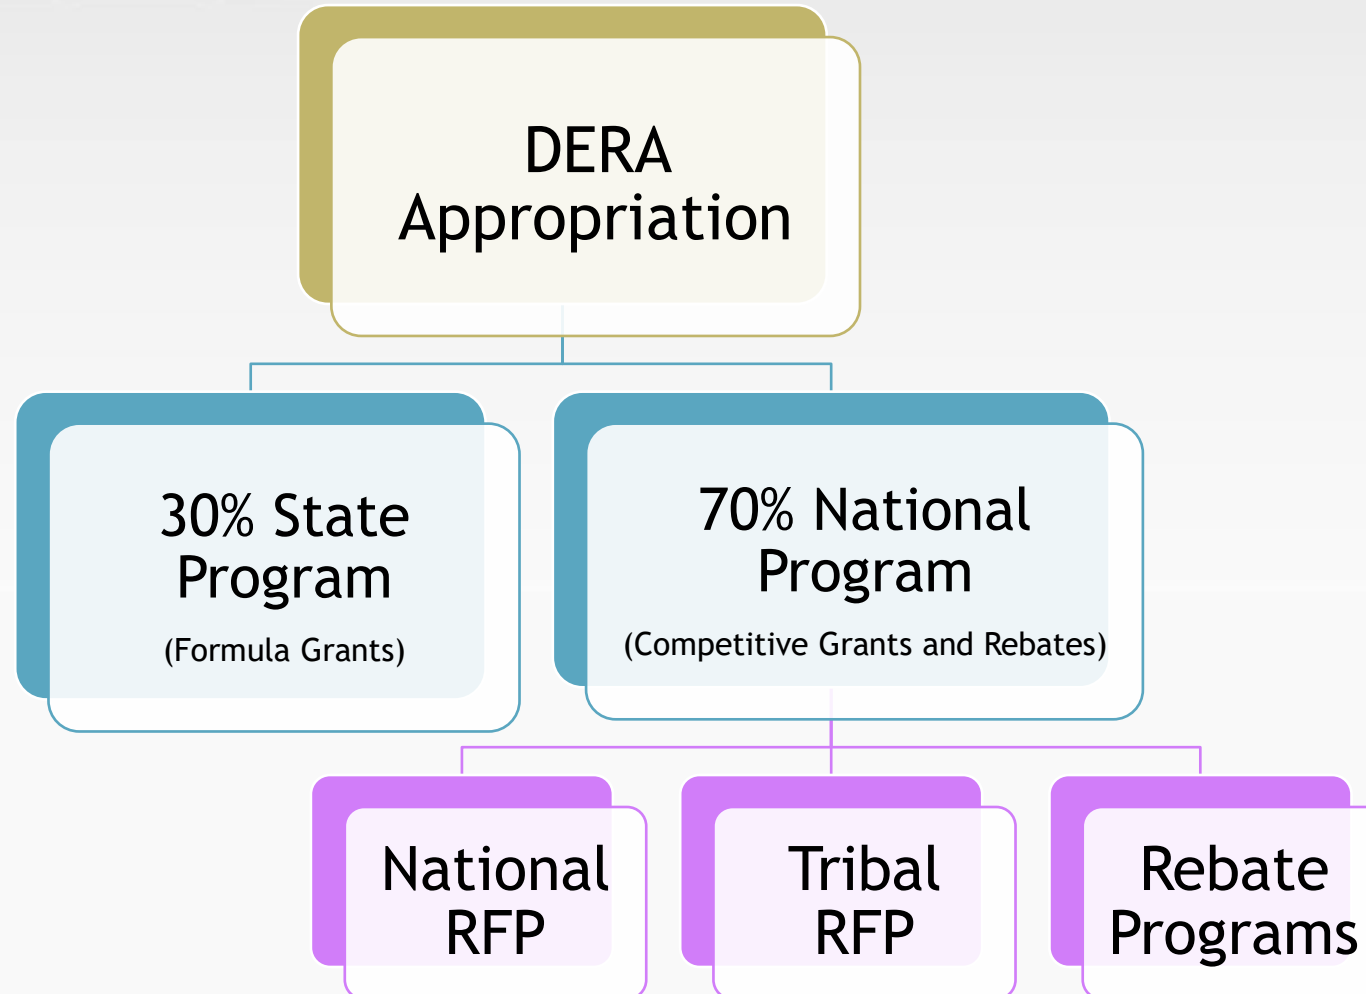 DERA
Appropriation
30% State
Program
(Formula Grants)
70% National
Program
(Competitive Grants and Rebates)
National
RFP
Tribal
RFP
Rebate
Programs